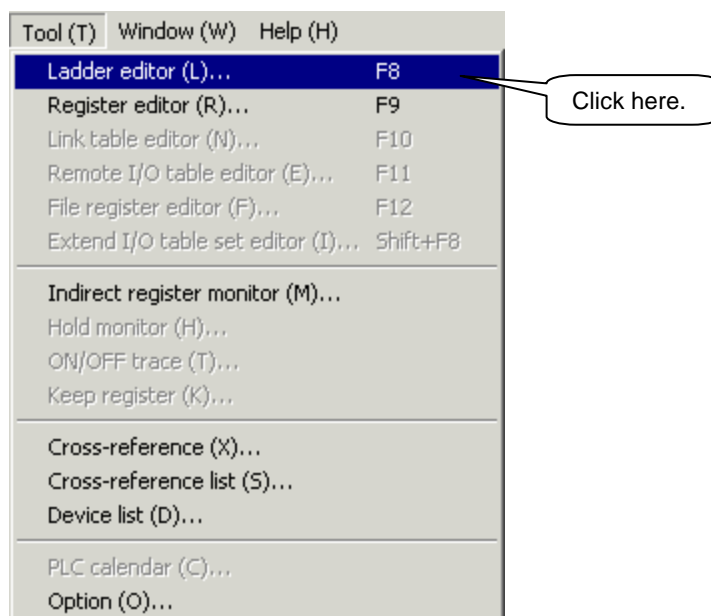 Tool (T) Window (W) Help (H)
Ladder editor (L)... F8
Click here.
Register editor (R)... F9
Link table editor (N)... F10
Remote I/O table editor (E)... F11
File register editor (F)... F12
Extend I/O table set editor (I)... Shift+F8
Indirect register monitor (M)...
Hold monitor (H)...
ON/OFF trace (T)...
Keep register (K)...
Cross-reference (X)...
Cross-reference list (S)...
Device list (D)...
PLC calendar (C)...
Option (O)...